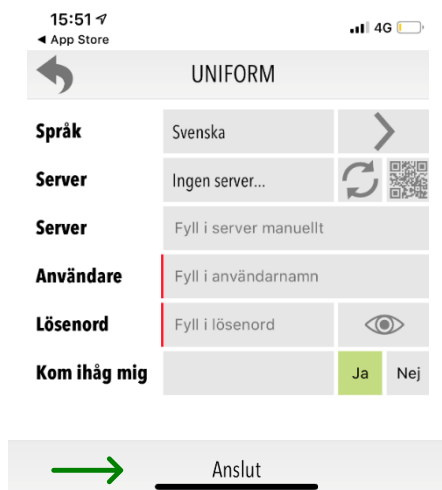 15:51
4G
◀ App Store
UNIFORM
Språk Svenska
Server Ingen server...
Server Fyll i server manuellt
Användare Fyll i användarnamn
Lösenord Fyll i lösenord
Kom ihåg mig Ja Nej
Anslut